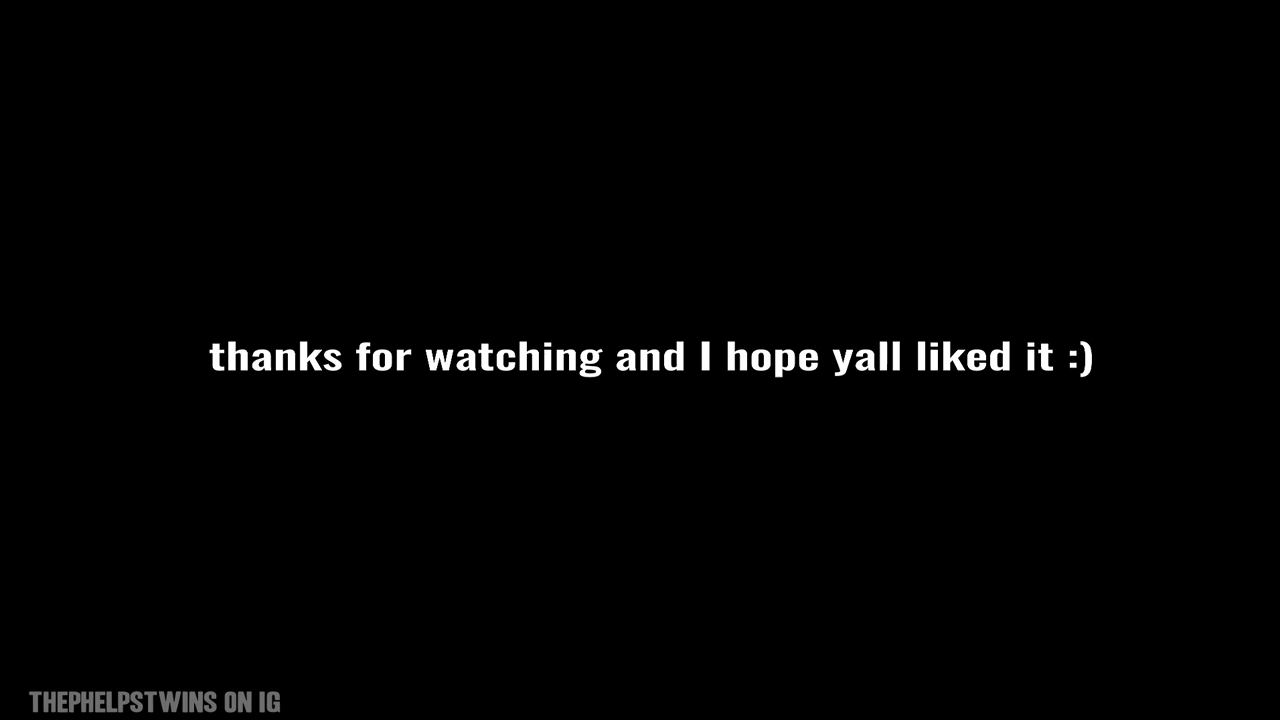 thanks for watching and I hope yall liked it :)
THEPHELPSTWINS ON IG